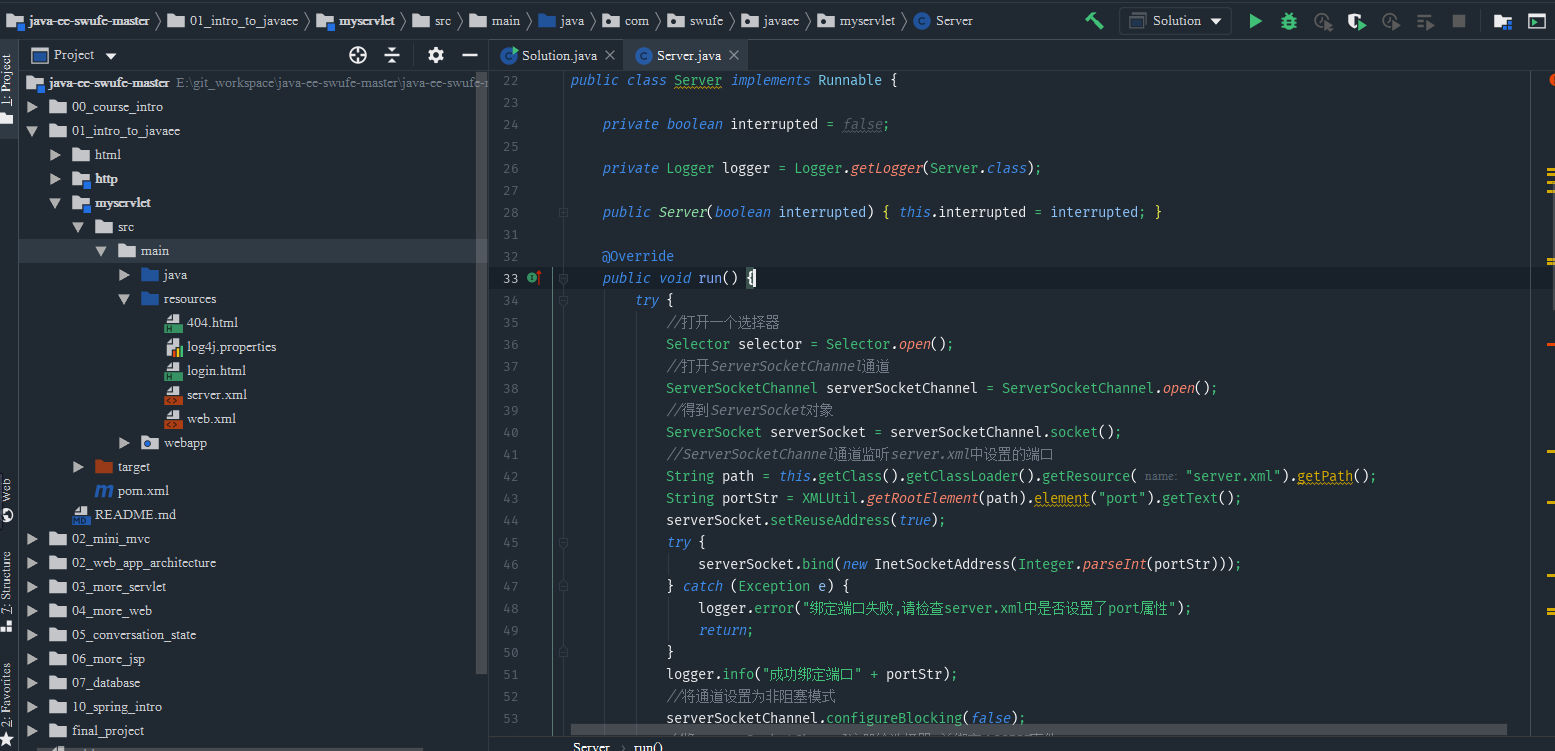 java-ee-swufe-master 01_intro_to_javaee myservlet src main java com swufe javaee myservlet Server Solution
Project
Solution.java Server.java
1: Project
java-ee-swufe-master E:\git_workspace\java-ee-swufe-master\java-ee-swufe-
00_course_intro
01_intro_to_javaee
html
http
myservlet
src
main
java
resources
404.html
log4j.properties
login.html
server.xml
web.xml
webapp
target
pom.xml
README.md
02_mini_mvc
02_web_app_architecture
03_more_servlet
04_more_web
05_conversation_state
06_more_jsp
07_database
10_spring_intro
final_project
Web
7: Structure
2: Favorites
22 public class Server implements Runnable {
23
24 private boolean interrupted = false;
25
26 private Logger logger = Logger.getLogger(Server.class);
27
28 public Server(boolean interrupted) { this.interrupted = interrupted; }
31
32 @Override
33 public void run() {
34 try {
35 //打开一个选择器
36 Selector selector = Selector.open();
37 //打开ServerSocketChannel通道
38 ServerSocketChannel serverSocketChannel = ServerSocketChannel.open();
39 //得到ServerSocket对象
40 ServerSocket serverSocket = serverSocketChannel.socket();
41 //ServerSocketChannel通道监听server.xml中设置的端口
42 String path = this.getClass().getClassLoader().getResource( name: "server.xml").getPath();
43 String portStr = XMLUtil.getRootElement(path).element("port").getText();
44 serverSocket.setReuseAddress(true);
45 try {
46 serverSocket.bind(new InetSocketAddress(Integer.parseInt(portStr)));
47 } catch (Exception e) {
48 logger.error("绑定端口失败,请检查server.xml中是否设置了port属性");
49 return;
50 }
51 logger.info("成功绑定端口" + portStr);
52 //将通道设置为非阻塞模式
53 serverSocketChannel.configureBlocking(false);
Server run()